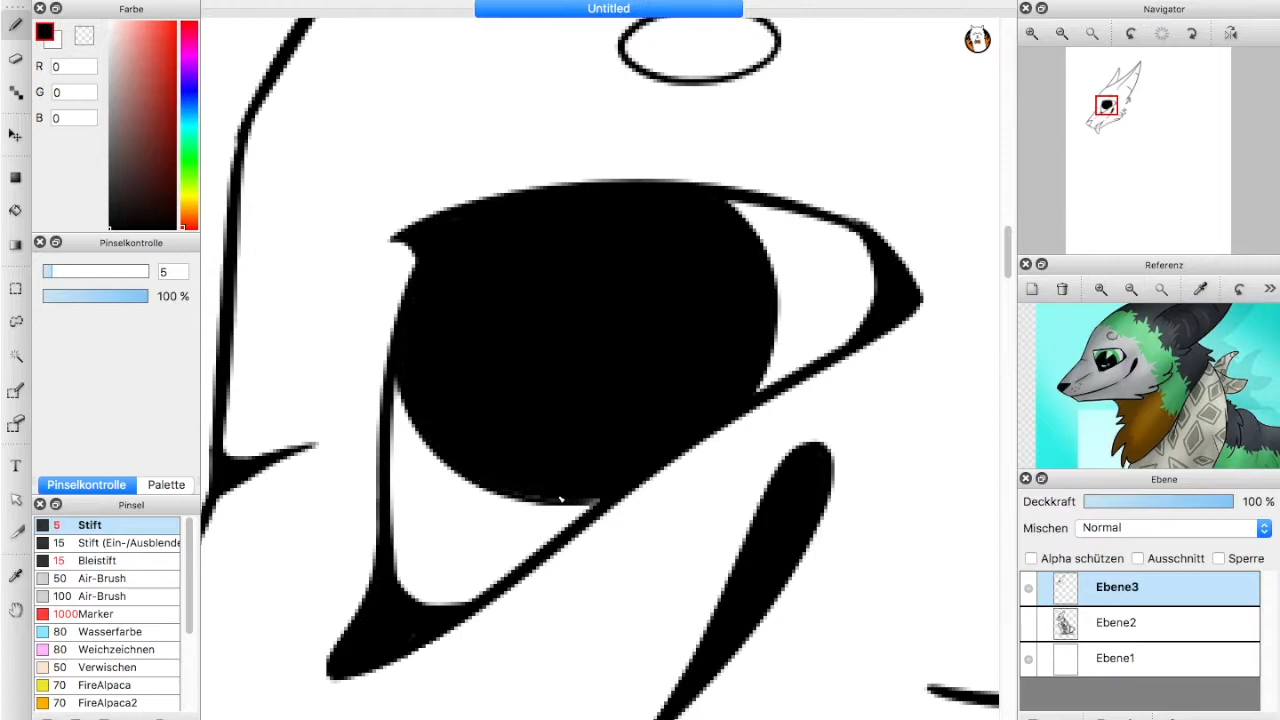 Farbe
Untitled
Navigator
R 0
G 0
B 0
Pinselkontrolle
5
100 %
Referenz
Pinselkontrolle Palette
Pinsel
5 Stift
15 Stift (Ein-/Ausblende
15 Bleistift
50 Air-Brush
100 Air-Brush
1000 Marker
80 Wasserfarbe
80 Weichzeichnen
50 Verwischen
70 FireAlpaca
70 FireAlpaca2
Ebene
Deckkraft 100 %
Mischen Normal
Alpha schützen Ausschnitt Sperre
Ebene3
Ebene2
Ebene1